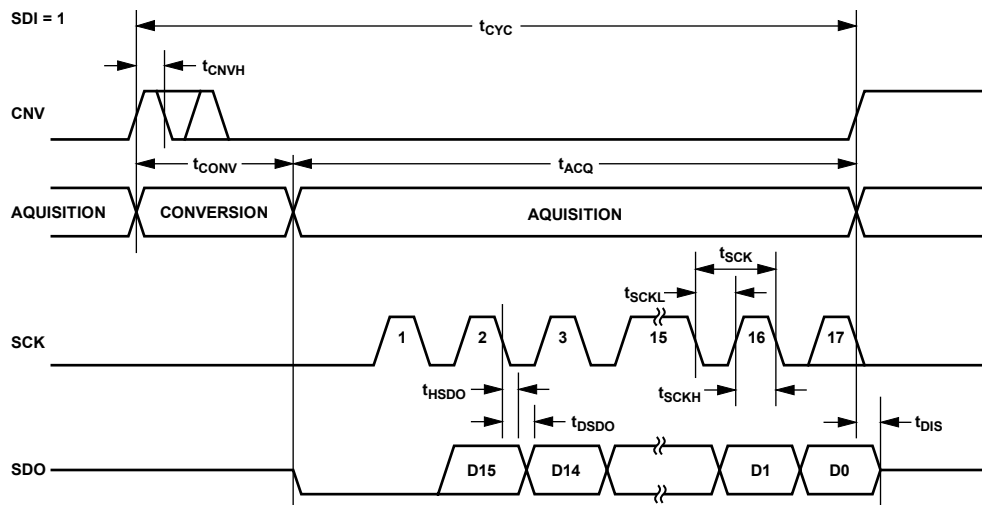 SDI = 1
tCYC
tCNVH
CNV
tCONV
tACQ
AQUISITION
CONVERSION
AQUISITION
tSCK
tSCKL
SCK
1
2
3
15
16
17
tHSDO
tSCKH
tDSDO
tDIS
SDO
D15
D14
D1
D0